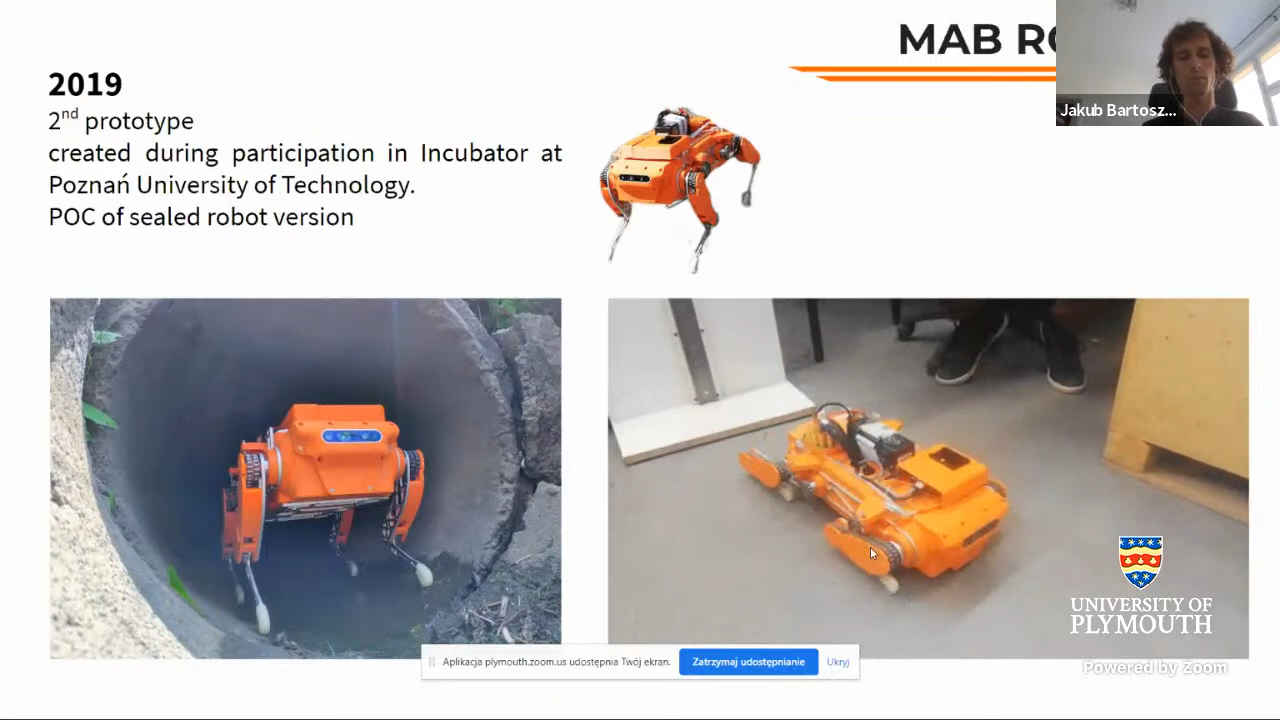 MAB RO
Jakub Bartosz...
2019
2nd prototype
created during participation in Incubator at
Poznań University of Technology.
POC of sealed robot version
UNIVERSITY OF
PLYMOUTH
Powered by Zoom
Aplikacja plymouth.zoom.us udostępnia Twój ekran.
Zatrzymaj udostępnianie
Ukryj